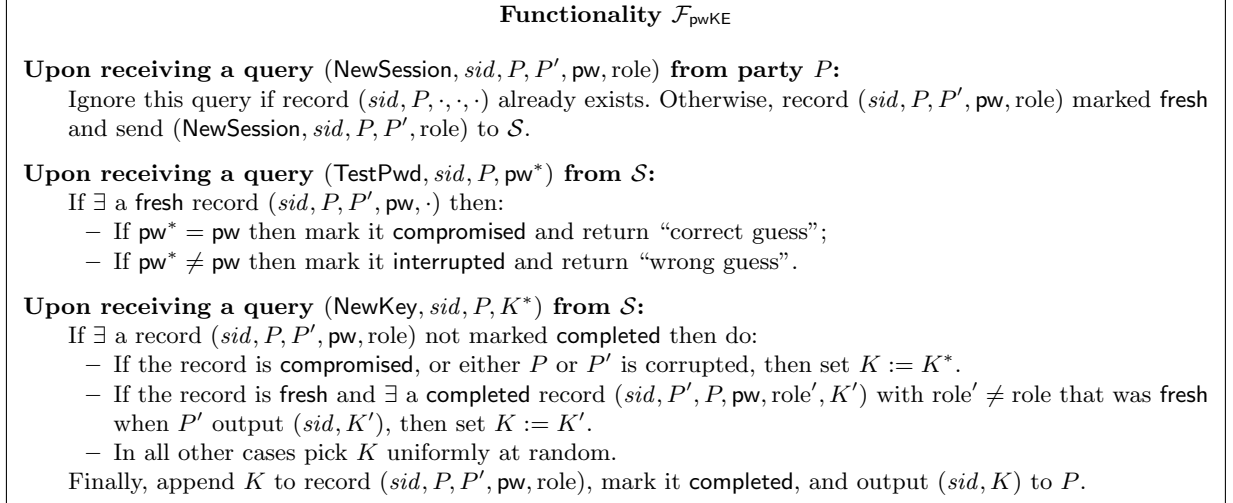 Functionality F_pwKE
Upon receiving a query (NewSession, sid, P, P′, pw, role) from party P:
Ignore this query if record (sid, P, ·, ·, ·) already exists. Otherwise, record (sid, P, P′, pw, role) marked fresh
and send (NewSession, sid, P, P′, role) to S.
Upon receiving a query (TestPwd, sid, P, pw*) from S:
If ∃ a fresh record (sid, P, P′, pw, ·) then:
– If pw* = pw then mark it compromised and return “correct guess”;
– If pw* ≠ pw then mark it interrupted and return “wrong guess”.
Upon receiving a query (NewKey, sid, P, K*) from S:
If ∃ a record (sid, P, P′, pw, role) not marked completed then do:
– If the record is compromised, or either P or P′ is corrupted, then set K := K*.
– If the record is fresh and ∃ a completed record (sid, P′, P, pw, role′, K′) with role′ ≠ role that was fresh
when P′ output (sid, K′), then set K := K′.
– In all other cases pick K uniformly at random.
Finally, append K to record (sid, P, P′, pw, role), mark it completed, and output (sid, K) to P.